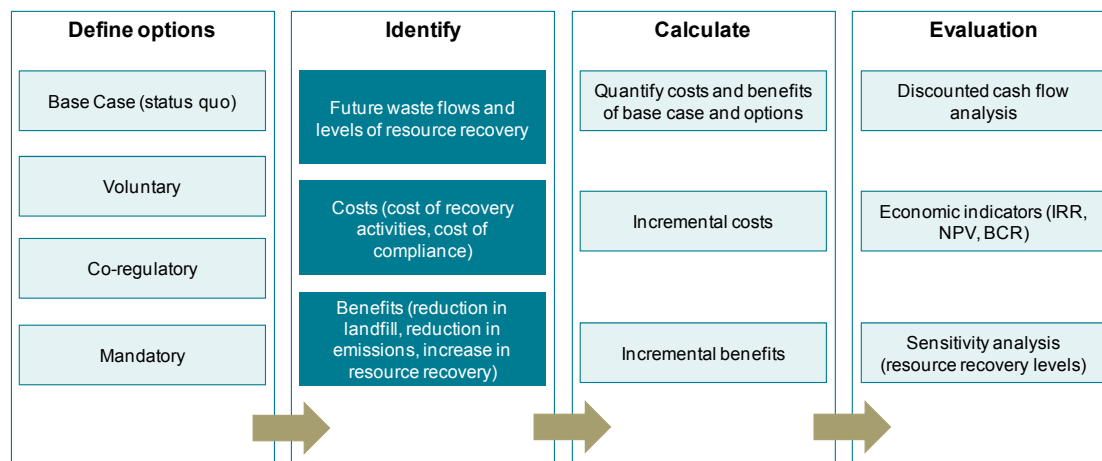 Define options
Base Case (status quo)
Voluntary
Co-regulatory
Mandatory
Identify
Future waste flows and
levels of resource recovery
Costs (cost of recovery
activities, cost of
compliance)
Benefits (reduction in
landfill, reduction in
emissions, increase in
resource recovery)
Calculate
Quantify costs and benefits
of base case and options
Incremental costs
Incremental benefits
Evaluation
Discounted cash flow
analysis
Economic indicators (IRR,
NPV, BCR)
Sensitivity analysis
(resource recovery levels)